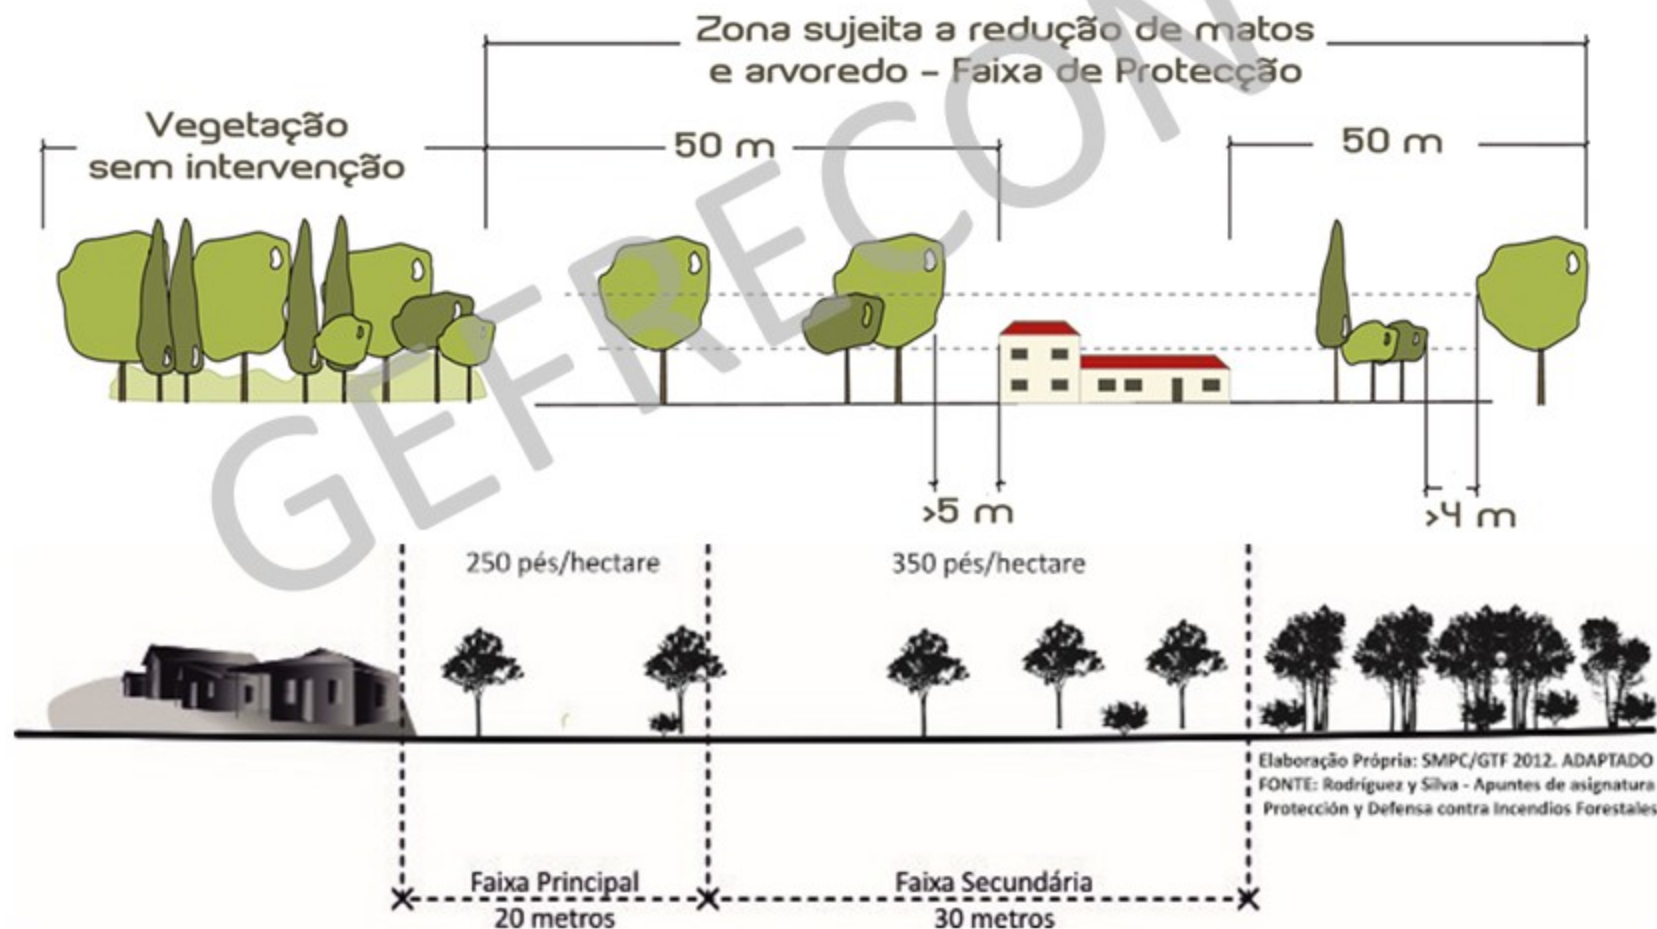 Zona sujeita a redução de matos
e arvoredo - Faixa de Protecção
Vegetação
sem intervenção
50 m
50 m
GEFRECON
>5 m
>4 m
250 pés/hectare
350 pés/hectare
Elaboração Própria: SMPC/GTF 2012. ADAPTADO
FONTE: Rodríguez y Silva - Apuntes de asignatura
Protección y Defensa contra Incendios Forestales
Faixa Principal
20 metros
Faixa Secundária
30 metros